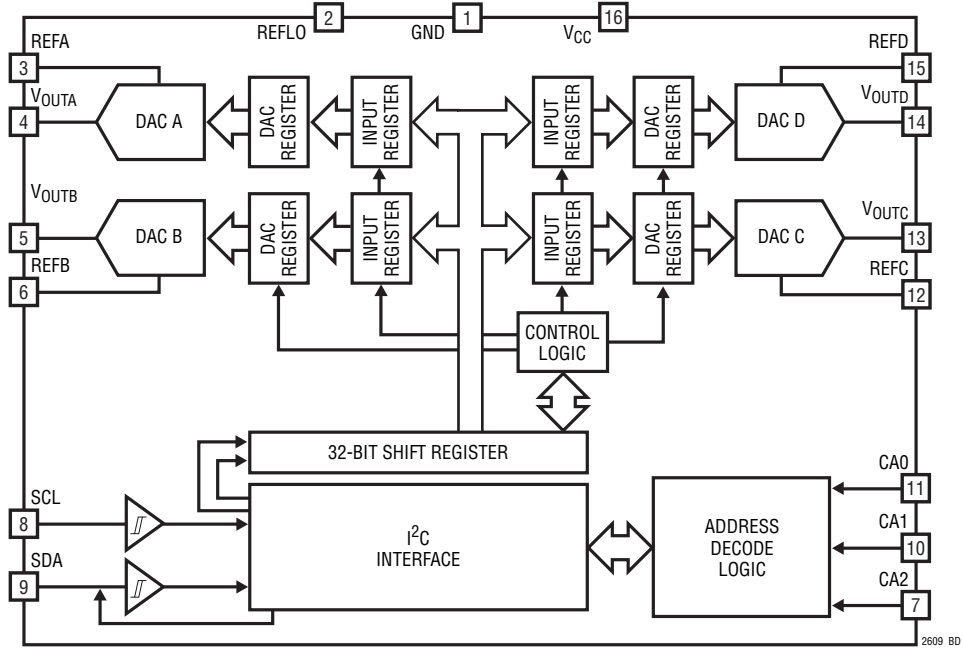 REFLO
2
GND
1
VCC
16
REFA
3
REFD
15
VOUTA
4
DAC A
DAC
REGISTER
INPUT
REGISTER
INPUT
REGISTER
DAC
REGISTER
DAC D
VOUTD
14
VOUTB
5
DAC B
DAC
REGISTER
INPUT
REGISTER
INPUT
REGISTER
DAC
REGISTER
DAC C
VOUTC
13
REFB
6
REFC
12
CONTROL
LOGIC
32-BIT SHIFT REGISTER
SCL
8
SDA
9
I²C
INTERFACE
ADDRESS
DECODE
LOGIC
CA0
11
CA1
10
CA2
7
2609 BD